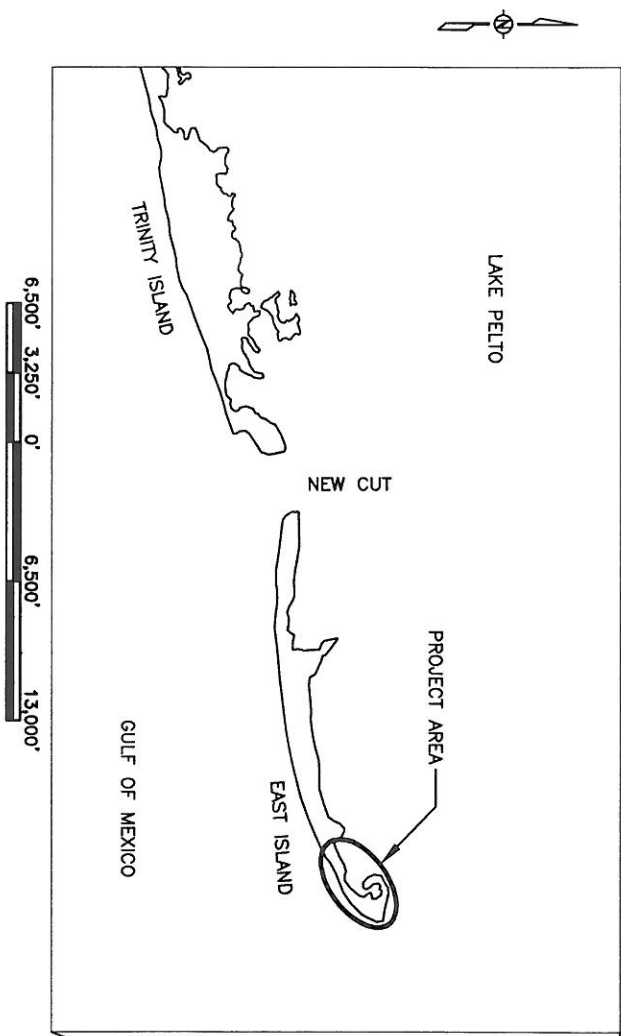 N
LAKE PELTO
PROJECT AREA
NEW CUT
TRINITY ISLAND
EAST ISLAND
GULF OF MEXICO
6,500' 3,250' 0' 6,500' 13,000'